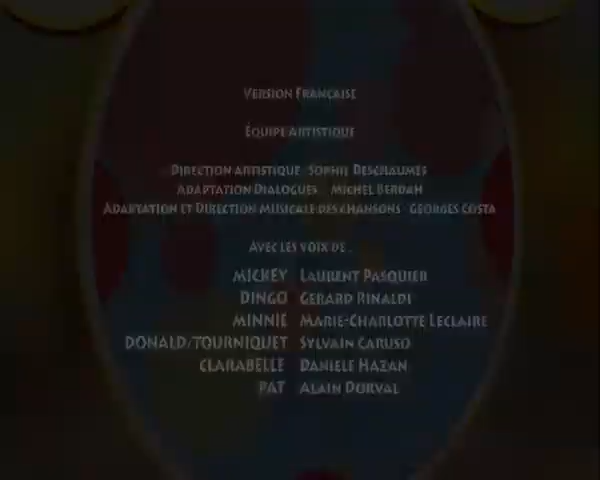 VERSION FRANÇAISE
ÉQUIPE ARTISTIQUE
DIRECTION ARTISTIQUE SOPHIE DESCHAUMES
ADAPTATION DIALOGUES MICHEL BERDAH
ADAPTATION ET DIRECTION MUSICALE DES CHANSONS GEORGES COSTA
AVEC LES VOIX DE :
MICKEY LAURENT PASQUIER
DINGO GÉRARD RINALDI
MINNIE MARIE-CHARLOTTE LECLAIRE
DONALD/TOURNIQUET SYLVAIN CARUSO
CLARABELLE DANIELE HAZAN
PAT ALAIN DORVAL